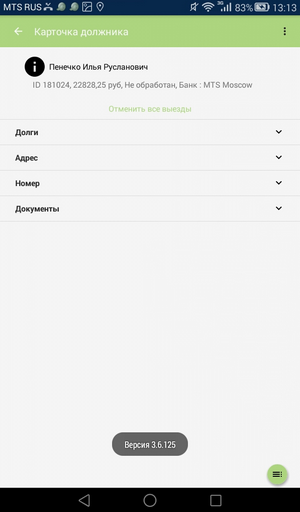 MTS RUS 3G 83% 13:13
Карточка должника
Пенечко Илья Русланович
ID 181024, 22828,25 руб, Не обработан, Банк : MTS Moscow
Отменить все выезды
Долги
Адрес
Номер
Документы
Версия 3.6.125